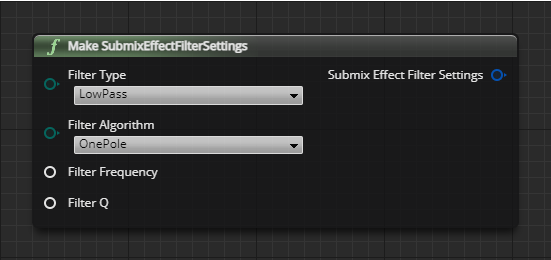 Make SubmixEffectFilterSettings
Filter Type
LowPass
Submix Effect Filter Settings
Filter Algorithm
OnePole
Filter Frequency
Filter Q